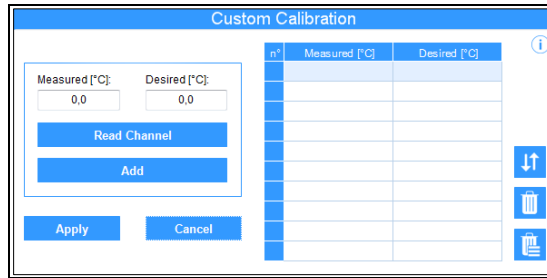 Custom Calibration
n° Measured [°C] Desired [°C]
i
Measured [°C]: Desired [°C]:
0,0 0,0
Read Channel
Add
Apply Cancel